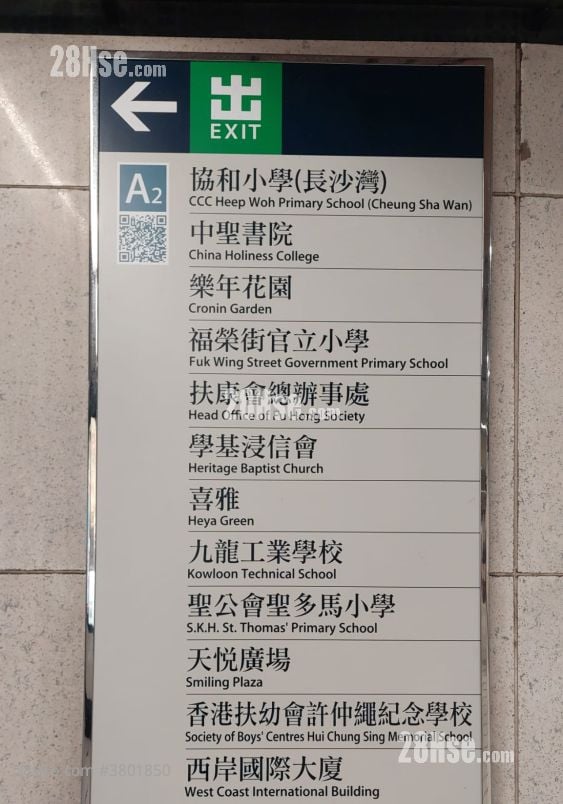 28Hse.com
出
EXIT
A2
協和小學(長沙灣)
CCC Heep Woh Primary School (Cheung Sha Wan)
中聖書院
China Holiness College
樂年花園
Cronin Garden
福榮街官立小學
Fuk Wing Street Government Primary School
扶康會總辦事處
Head Office of Fu Hong Society
28Hse.com
學基浸信會
Heritage Baptist Church
喜雅
Heya Green
九龍工業學校
Kowloon Technical School
聖公會聖多馬小學
S.K.H. St. Thomas' Primary School
天悅廣場
Smiling Plaza
香港扶幼會許仲繩紀念學校
Society of Boys' Centres Hui Chung Sing Memorial School
28Hse.com
#3801850
西岸國際大廈
West Coast International Building